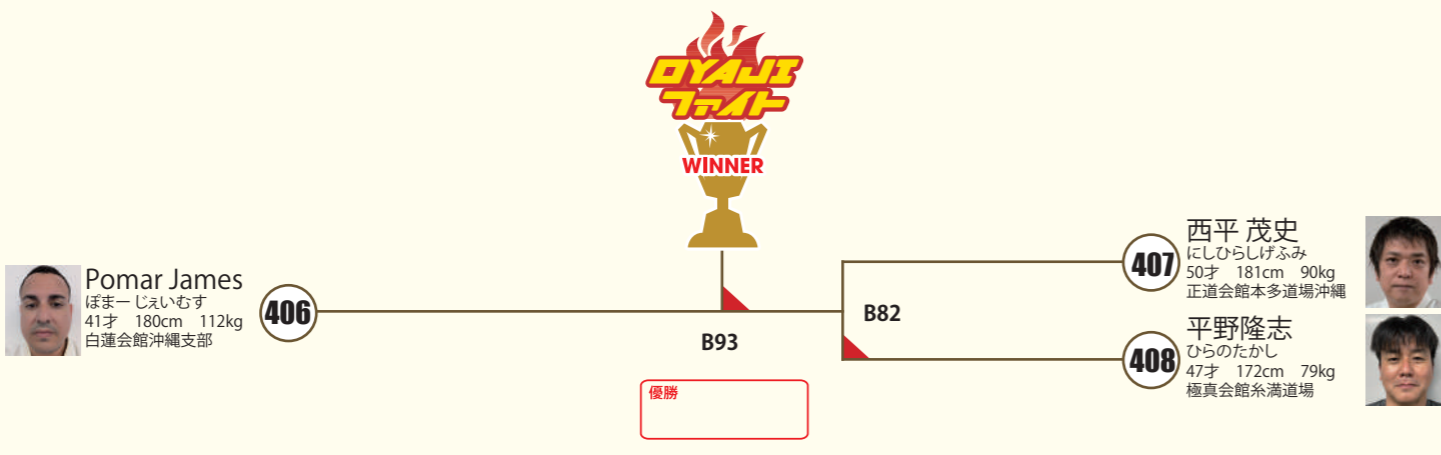 OYAJI
ファイト
WINNER
Pomar James
ぽまー じぇいむす
41才 180cm 112kg
白蓮会館沖縄支部
406
B93
優勝
B82
407
西平 茂史
にしひらしげふみ
50才 181cm 90kg
正道会館本多道場沖縄
408
平野隆志
ひらのたかし
47才 172cm 79kg
極真会館糸満道場